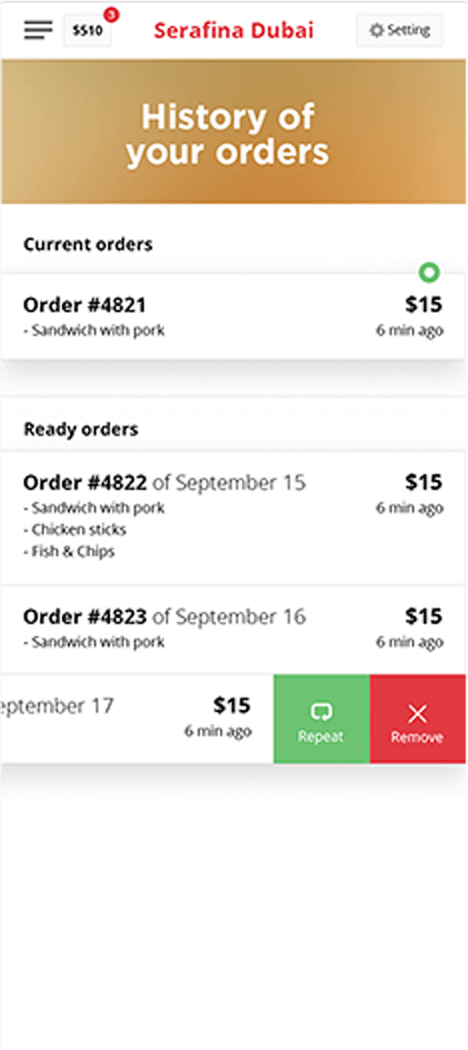 3
$510
Serafina Dubai
Setting
History of
your orders
Current orders
Order #4821
$15
- Sandwich with pork
6 min ago
Ready orders
Order #4822 of September 15
$15
- Sandwich with pork
6 min ago
- Chicken sticks
- Fish & Chips
Order #4823 of September 16
$15
- Sandwich with pork
6 min ago
eptember 17
$15
6 min ago
Repeat
Remove